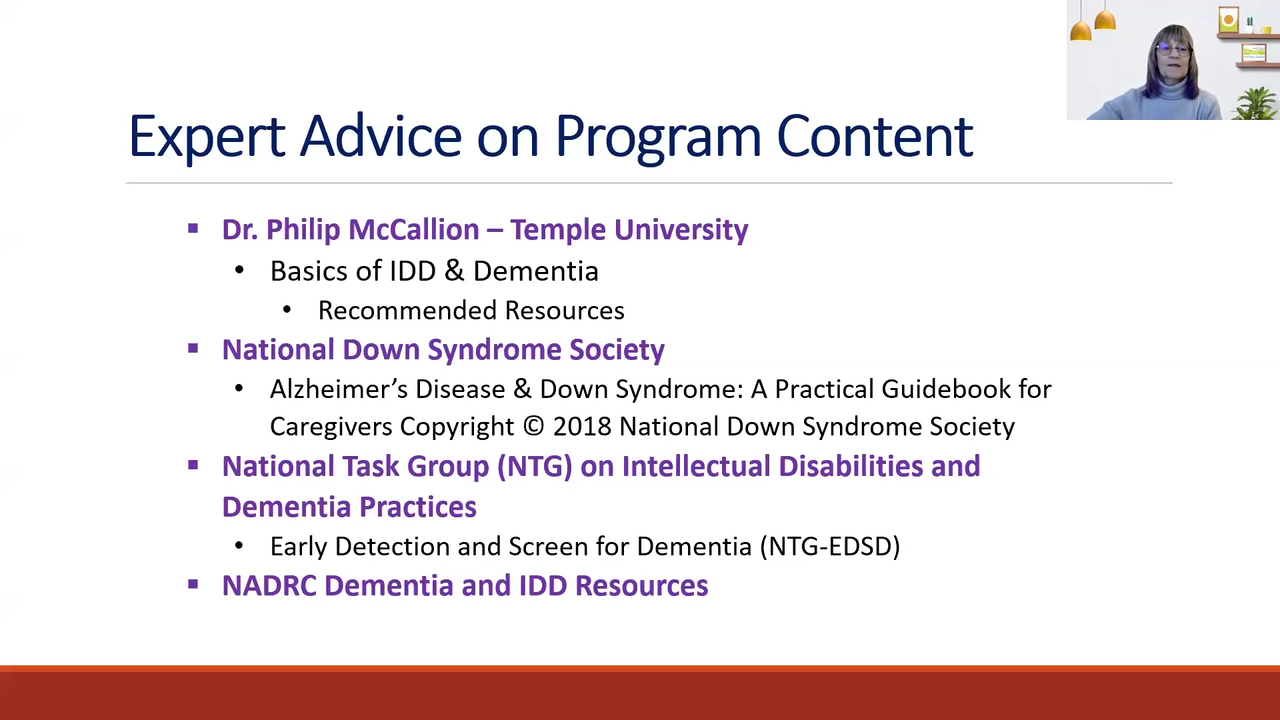 Expert Advice on Program Content
▪ Dr. Philip McCallion – Temple University
• Basics of IDD & Dementia
• Recommended Resources
▪ National Down Syndrome Society
• Alzheimer’s Disease & Down Syndrome: A Practical Guidebook for
Caregivers Copyright © 2018 National Down Syndrome Society
▪ National Task Group (NTG) on Intellectual Disabilities and
Dementia Practices
• Early Detection and Screen for Dementia (NTG-EDSD)
▪ NADRC Dementia and IDD Resources